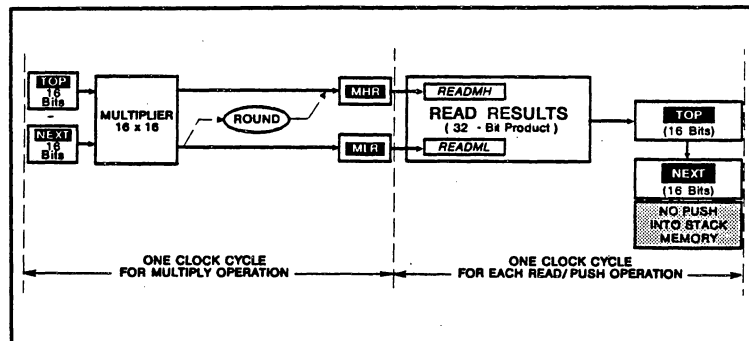 TOP
16
Bits
NEXT
16
Bits
MULTIPLIER
16 x 16
ROUND
MHR
MLR
READMH
READ RESULTS
( 32 - Bit Product )
READML
TOP
(16 Bits)
NEXT
(16 Bits)
NO PUSH
INTO STACK
MEMORY
ONE CLOCK CYCLE
FOR MULTIPLY OPERATION
ONE CLOCK CYCLE
FOR EACH READ/PUSH OPERATION